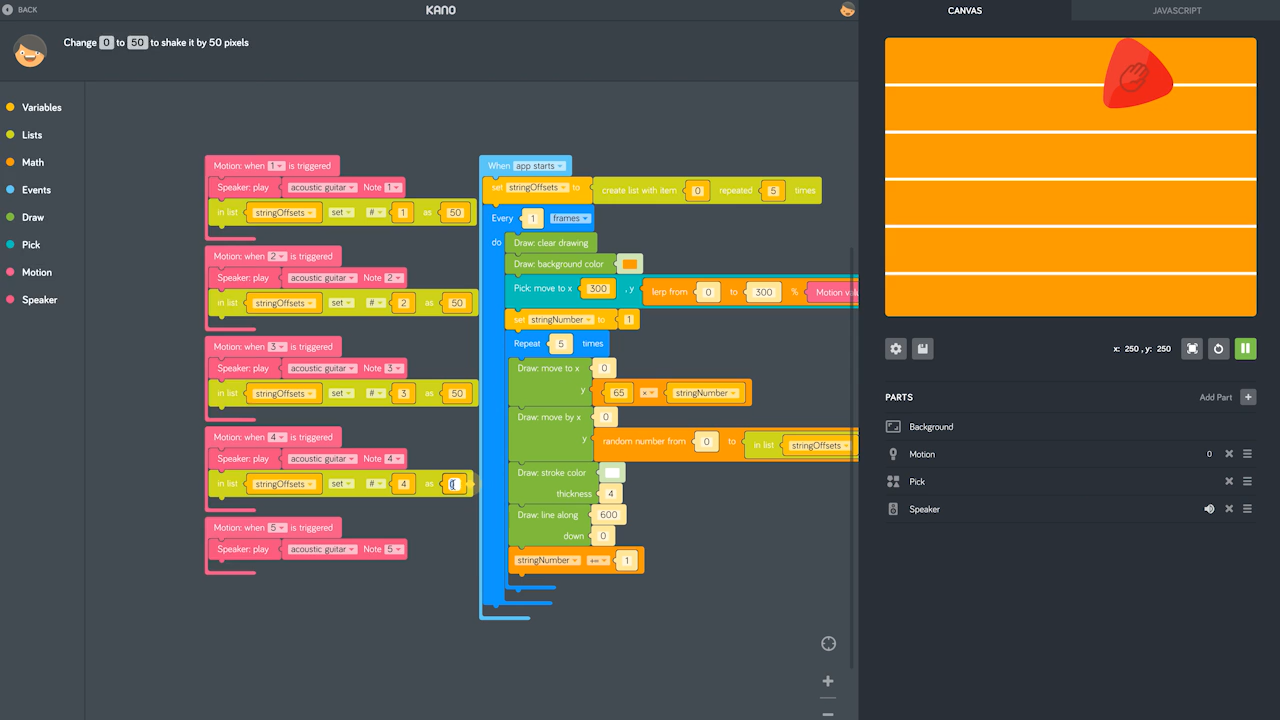 BACK
KANO
CANVAS
JAVASCRIPT
Change 0 to 50 to shake it by 50 pixels
Variables
Lists
Math
Events
Draw
Pick
Motion
Speaker
Motion: when 1 is triggered
Speaker: play acoustic guitar Note 1
in list stringOffsets set # 1 as 50
Motion: when 2 is triggered
Speaker: play acoustic guitar Note 2
in list stringOffsets set # 2 as 50
Motion: when 3 is triggered
Speaker: play acoustic guitar Note 3
in list stringOffsets set # 3 as 50
Motion: when 4 is triggered
Speaker: play acoustic guitar Note 4
in list stringOffsets set # 4 as
Motion: when 5 is triggered
Speaker: play acoustic guitar Note 5
When app starts
set stringOffsets to create list with item 0 repeated 5 times
Every 1 frames
do Draw: clear drawing
Draw: background color
Pick: move to x 300 , y lerp from 0 to 300 % Motion
set stringNumber to 1
Repeat 5 times
Draw: move to x 0
y 65 × stringNumber
Draw: move by x 0
y random number from 0 to in list stringOffsets
Draw: stroke color
thickness 4
Draw: line along 600
down 0
stringNumber += 1
x: 250, y: 250
PARTS
Add Part +
Background
Motion 0
Pick
Speaker